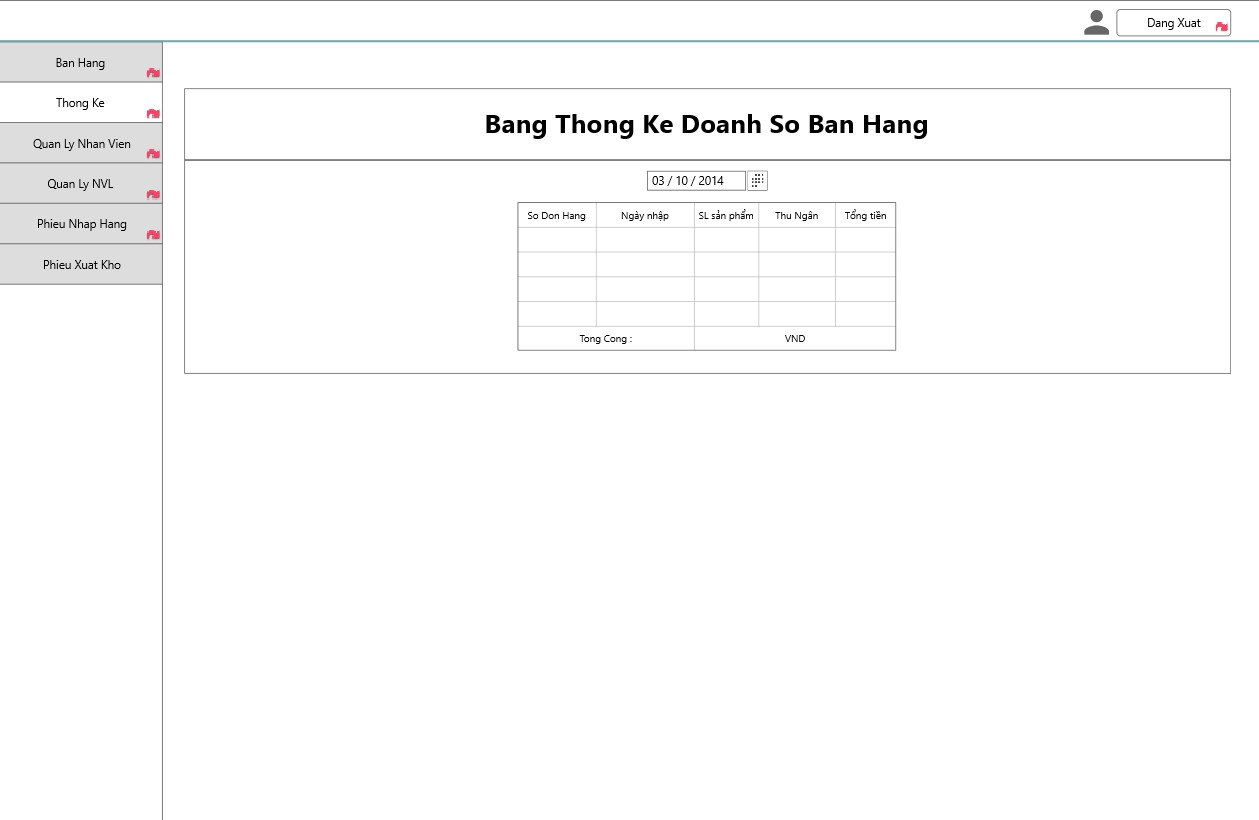 Dang Xuat
Ban Hang
Thong Ke
Quan Ly Nhan Vien
Quan Ly NVL
Phieu Nhap Hang
Phieu Xuat Kho
Bang Thong Ke Doanh So Ban Hang
03 / 10 / 2014
So Don Hang Ngày nhập SL sản phẩm Thu Ngân Tổng tiền
Tong Cong : VND